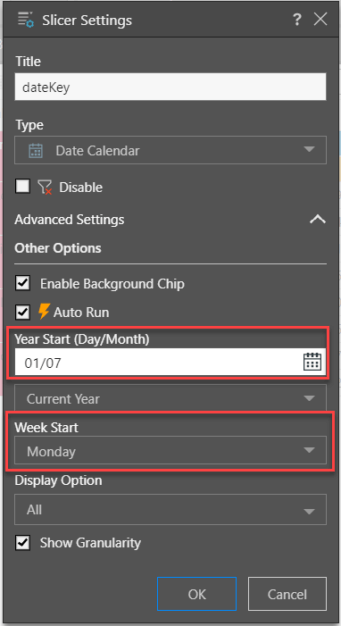 Slicer Settings ?
Title
dateKey
Type
Date Calendar
Disable
Advanced Settings
Other Options
Enable Background Chip
Auto Run
Year Start (Day/Month)
01/07
Current Year
Week Start
Monday
Display Option
All
Show Granularity
OK Cancel